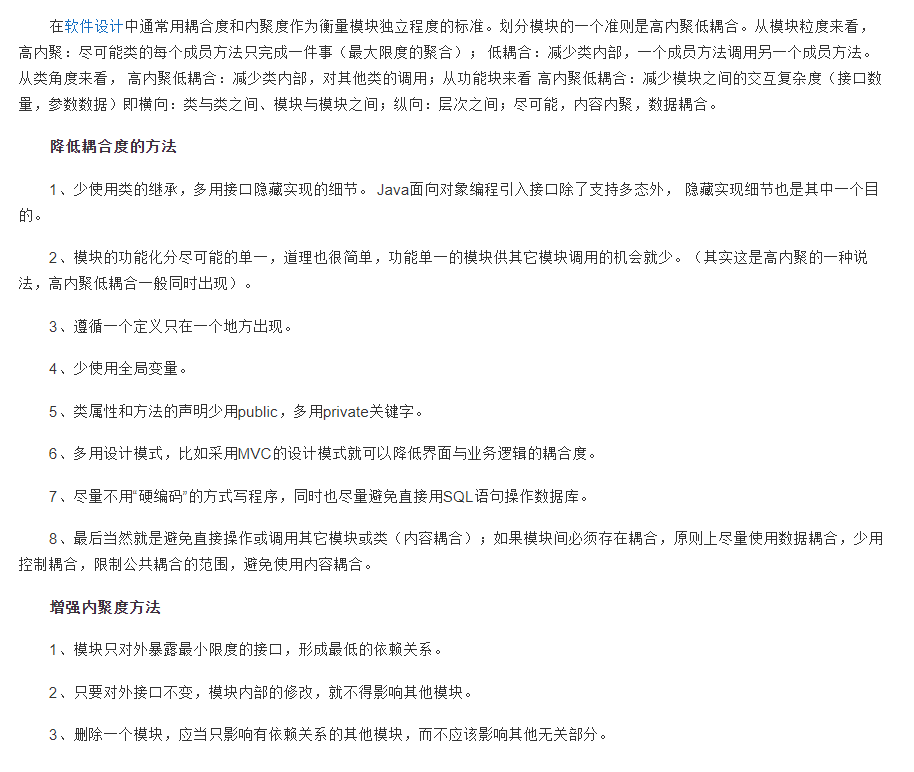 在软件设计中通常用耦合度和内聚度作为衡量模块独立程度的标准。划分模块的一个准则是高内聚低耦合。从模块粒度来看，
高内聚：尽可能类的每个成员方法只完成一件事（最大限度的聚合）； 低耦合：减少类内部，一个成员方法调用另一个成员方法。
从类角度来看， 高内聚低耦合：减少类内部，对其他类的调用；从功能块来看 高内聚低耦合：减少模块之间的交互复杂度（接口数
量，参数数据）即横向：类与类之间、模块与模块之间；纵向：层次之间；尽可能，内容内聚，数据耦合。
降低耦合度的方法
1、少使用类的继承，多用接口隐藏实现的细节。 Java面向对象编程引入接口除了支持多态外， 隐藏实现细节也是其中一个目
的。
2、模块的功能化分尽可能的单一，道理也很简单，功能单一的模块供其它模块调用的机会就少。（其实这是高内聚的一种说
法，高内聚低耦合一般同时出现）。
3、遵循一个定义只在一个地方出现。
4、少使用全局变量。
5、类属性和方法的声明少用public，多用private关键字。
6、多用设计模式，比如采用MVC的设计模式就可以降低界面与业务逻辑的耦合度。
7、尽量不用“硬编码”的方式写程序，同时也尽量避免直接用SQL语句操作数据库。
8、最后当然就是避免直接操作或调用其它模块或类（内容耦合）；如果模块间必须存在耦合，原则上尽量使用数据耦合，少用
控制耦合，限制公共耦合的范围，避免使用内容耦合。
增强内聚度方法
1、模块只对外暴露最小限度的接口，形成最低的依赖关系。
2、只要对外接口不变，模块内部的修改，就不得影响其他模块。
3、删除一个模块，应当只影响有依赖关系的其他模块，而不应该影响其他无关部分。